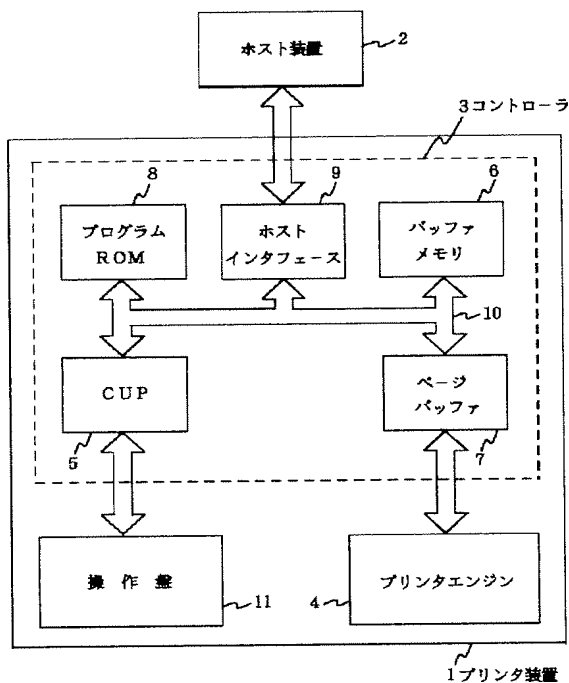 ホスト装置
2
3コントローラ
8
9
6
プログラム
ROM
ホスト
インタフェース
バッファ
メモリ
10
CUP
ページ
バッファ
5
7
操 作 盤
プリンタエンジン
11
4
1プリンタ装置